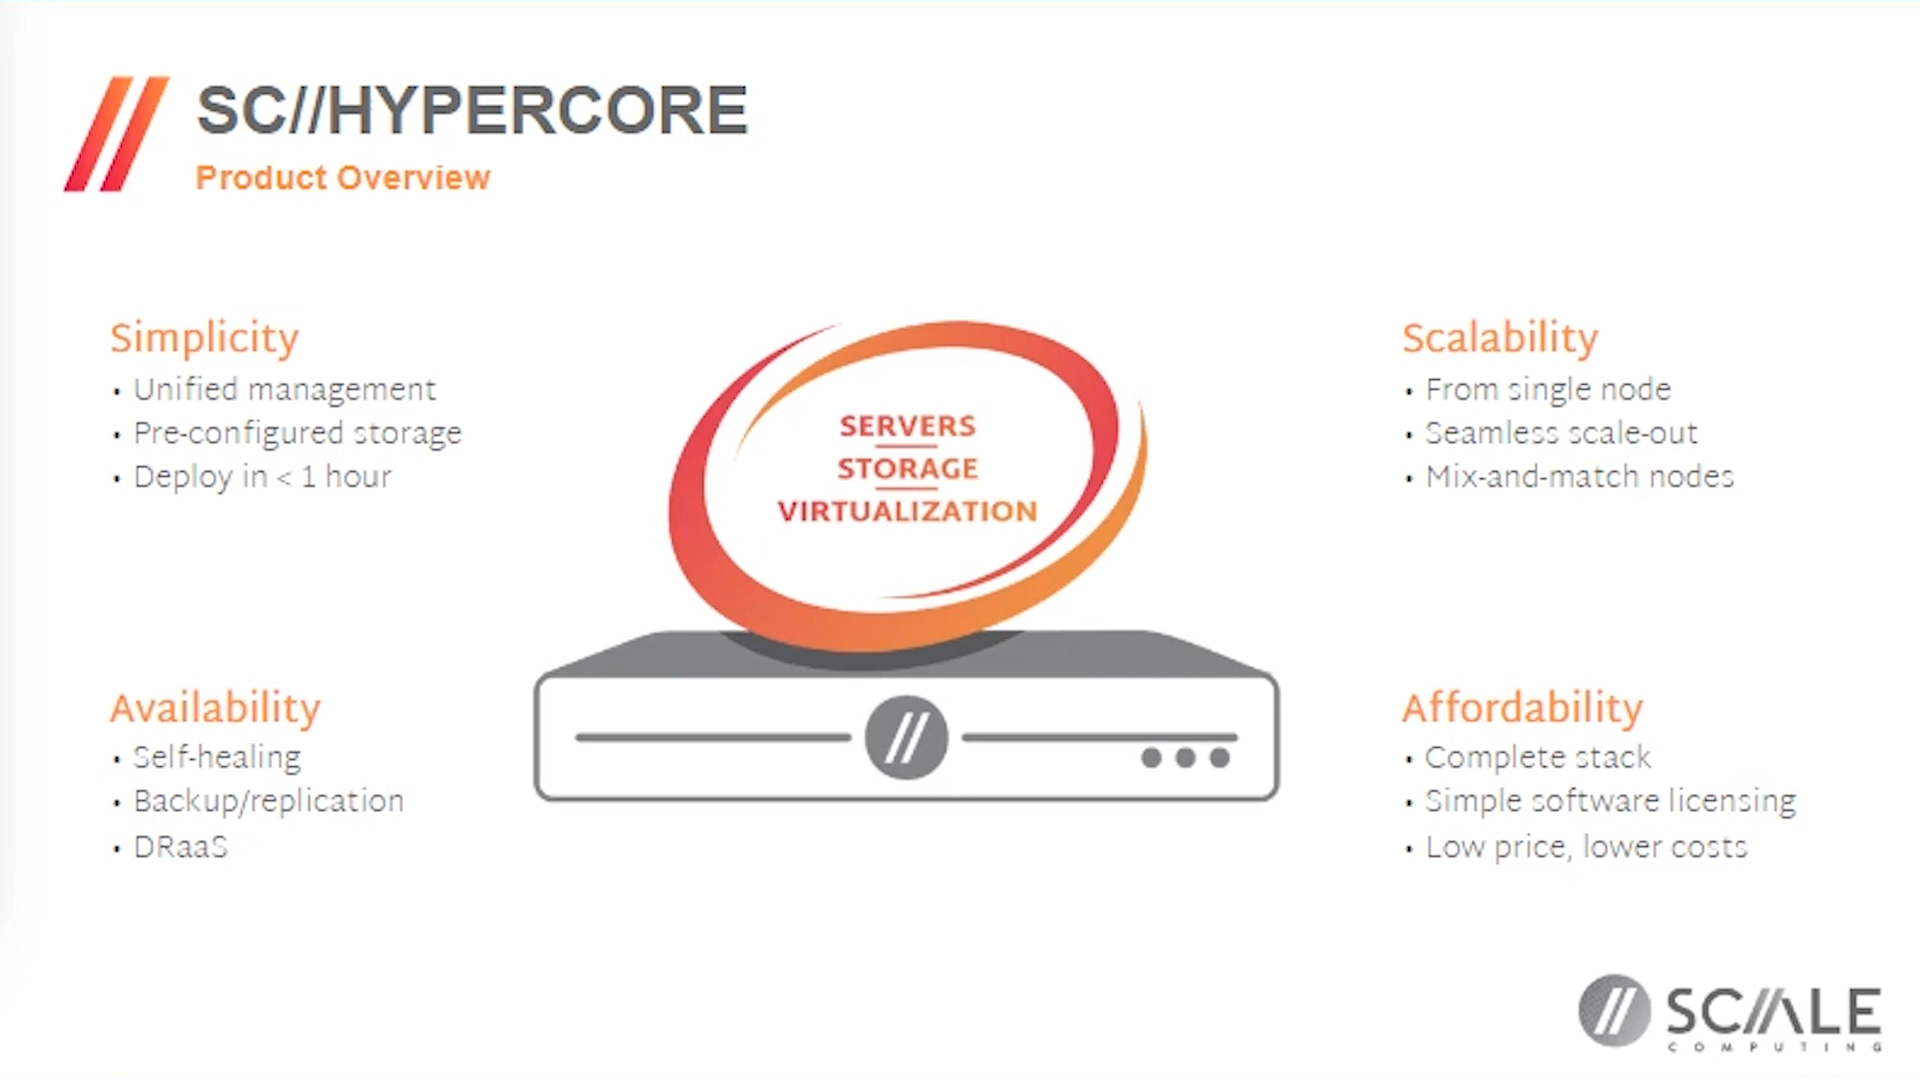 SC//HYPERCORE
Product Overview
Simplicity
• Unified management
• Pre-configured storage
• Deploy in < 1 hour
Availability
• Self-healing
• Backup/replication
• DRaaS
SERVERS
STORAGE
VIRTUALIZATION
Scalability
• From single node
• Seamless scale-out
• Mix-and-match nodes
Affordability
• Complete stack
• Simple software licensing
• Low price, lower costs
SCALE
COMPUTING